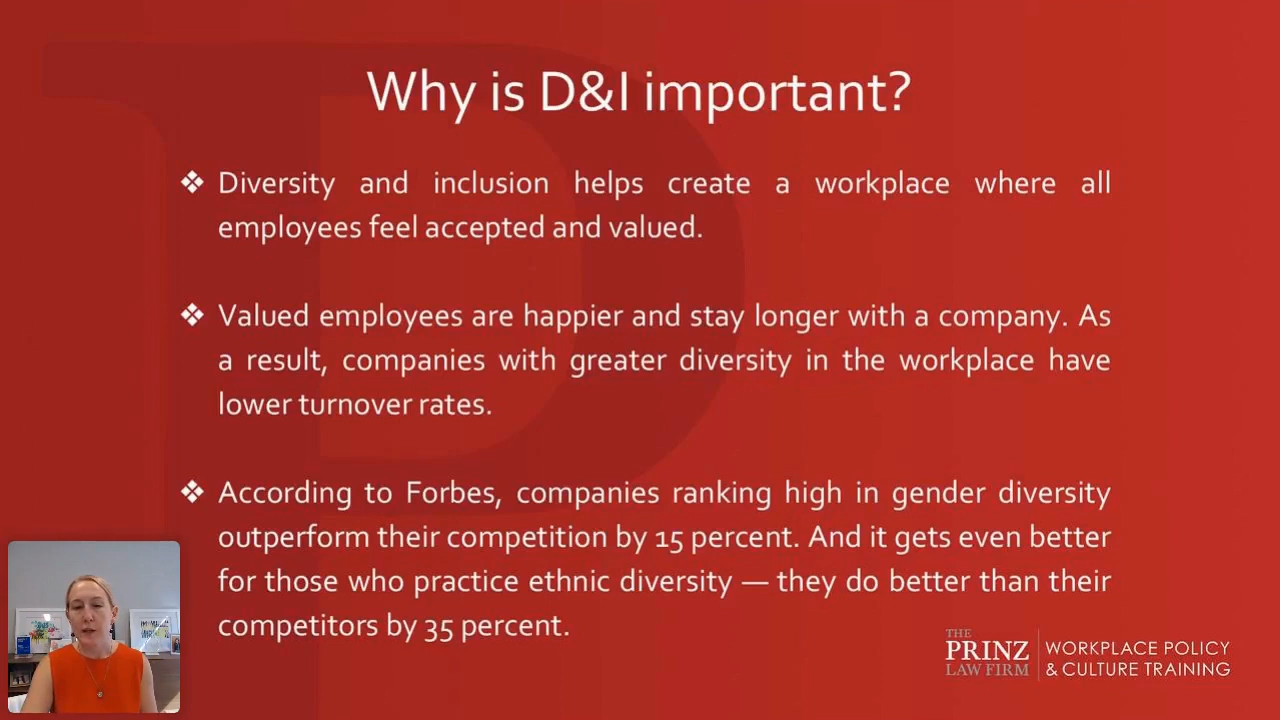 Why is D&I important?
❖ Diversity and inclusion helps create a workplace where all
employees feel accepted and valued.
❖ Valued employees are happier and stay longer with a company. As
a result, companies with greater diversity in the workplace have
lower turnover rates.
❖ According to Forbes, companies ranking high in gender diversity
outperform their competition by 15 percent. And it gets even better
for those who practice ethnic diversity — they do better than their
competitors by 35 percent.
THE
PRINZ
LAW FIRM
WORKPLACE POLICY
& CULTURE TRAINING